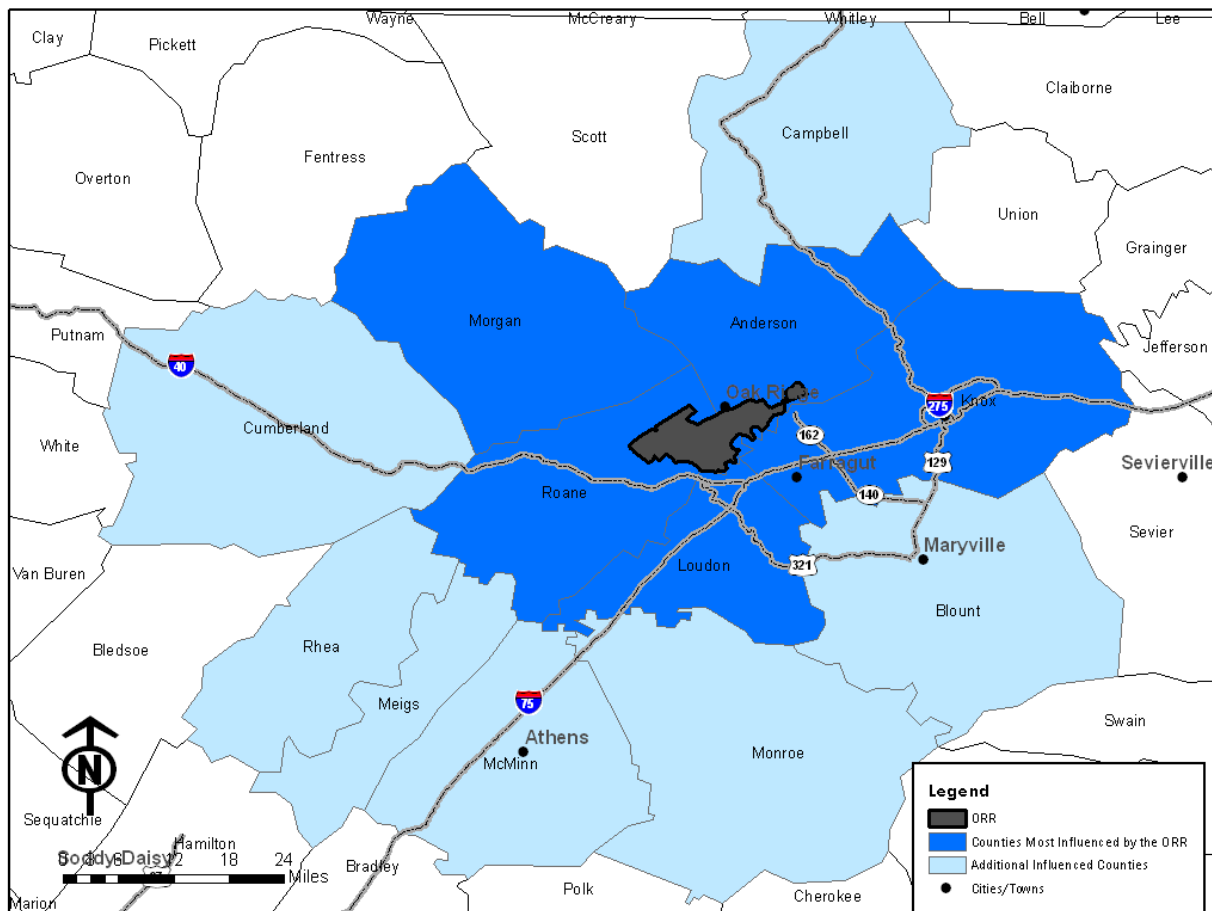 Wayne McCreary Whitley Bell Lee
Clay
Pickett
Claiborne
Scott
Campbell
Fentress
Overton
Union
Grainger
Morgan
Anderson
Putnam
Jefferson
40
Oak Ridge
275 Knox
Cumberland
162
White
129
Farragut
Sevierville
Roane
140
Sevier
Maryville
321
Loudon
Van Buren
Blount
Rhea
Bledsoe
Meigs
75
Swain
Athens
McMinn
Monroe
N
Sequatchie
Hamilton
Soddy-Daisy
Bradley
12 18 24
Miles
Polk
Cherokee
Marion
Legend
ORR
Counties Most Influenced by the ORR
Additional Influenced Counties
Cities/Towns